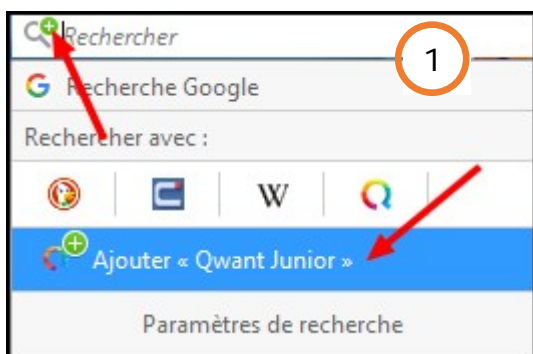 Rechercher
1
Recherche Google
Rechercher avec :
W
Ajouter « Qwant Junior »
Paramètres de recherche